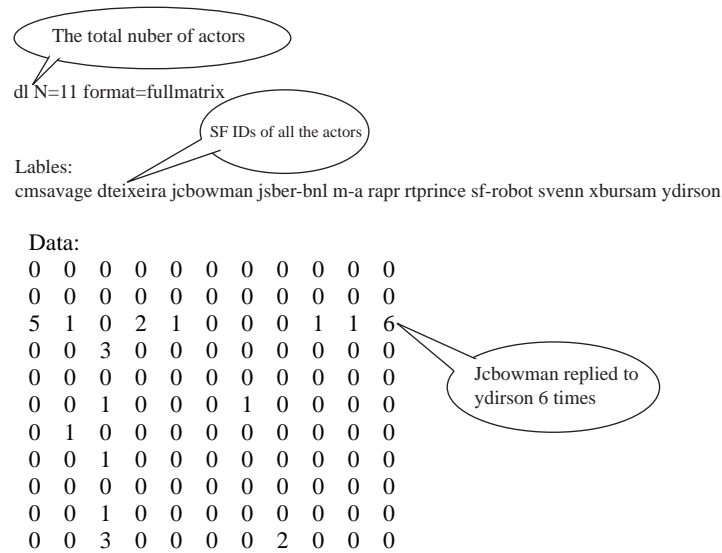 The total nuber of actors
dl N=11 format=fullmatrix
SF IDs of all the actors
Lables:
cmsavage dteixeira jcbowman jsber-bnl m-a rapr rtprince sf-robot svenn xbursam ydirson
Data:
0 0 0 0 0 0 0 0 0 0 0
0 0 0 0 0 0 0 0 0 0 0
5 1 0 2 1 0 0 0 1 1 6
0 0 3 0 0 0 0 0 0 0 0
0 0 0 0 0 0 0 0 0 0 0
0 0 1 0 0 0 1 0 0 0 0
0 1 0 0 0 0 0 0 0 0 0
0 0 1 0 0 0 0 0 0 0 0
0 0 0 0 0 0 0 0 0 0 0
0 0 1 0 0 0 0 0 0 0 0
0 0 3 0 0 0 0 2 0 0 0
Jcbowman replied to
ydirson 6 times